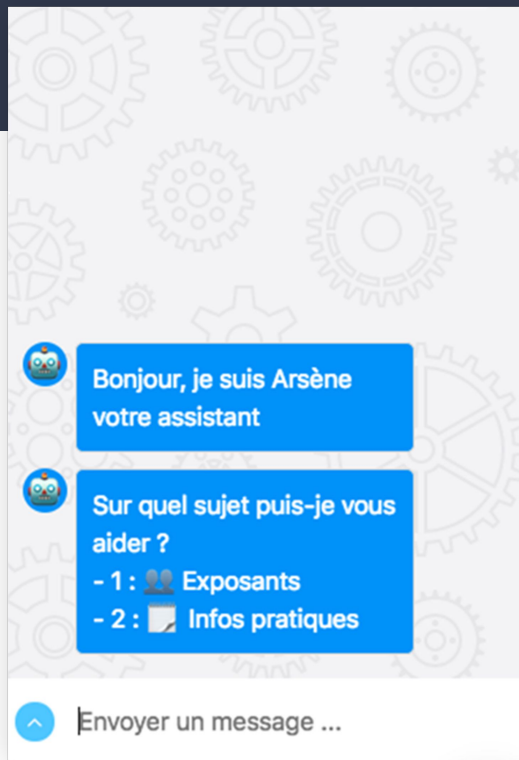 Bonjour, je suis Arsène
votre assistant
Sur quel sujet puis-je vous
aider ?
- 1 : 👥 Exposants
- 2 : 🗒️ Infos pratiques
Envoyer un message ...